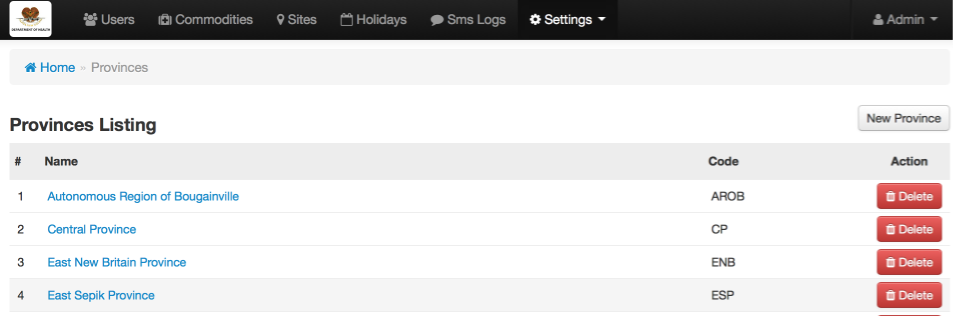 DEPARTMENT OF HEALTH
Users Commodities Sites Holidays Sms Logs Settings Admin
Home » Provinces
Provinces Listing
New Province
# Name Code Action
1 Autonomous Region of Bougainville AROB Delete
2 Central Province CP Delete
3 East New Britain Province ENB Delete
4 East Sepik Province ESP Delete